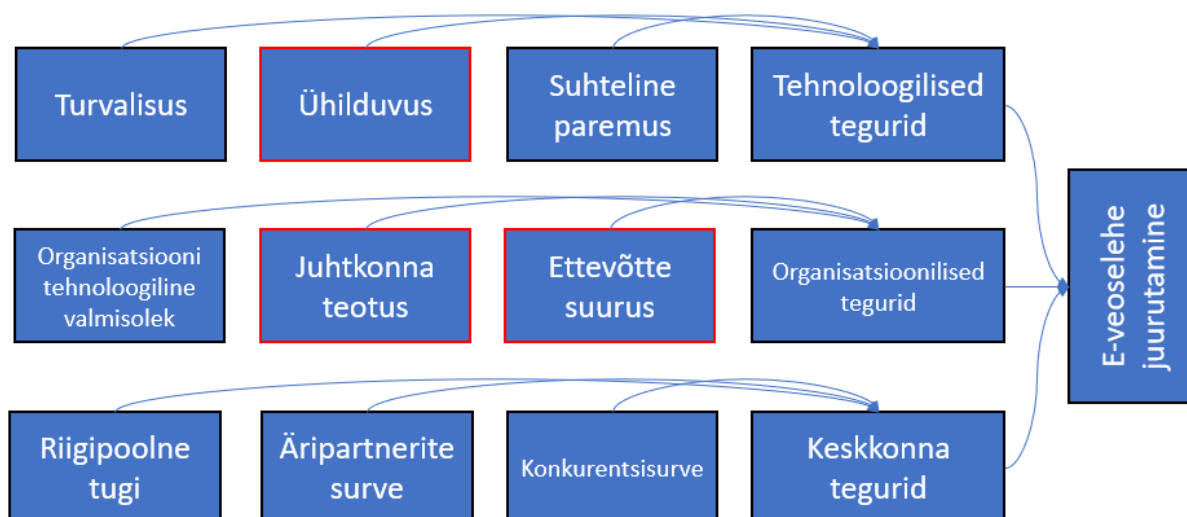 Turvalisus
Ühilduvus
Suhteline
paremus
Tehnoloogilised
tegurid
Organisatsiooni
tehnoloogiline
valmisolek
Juhtkonna
teotus
Ettevõtte
suurus
Organisatsioonilised
tegurid
E-veoselehe
juurutamine
Riigipoolne
tugi
Äripartnerite
surve
Konkurentsisurve
Keskkonna
tegurid